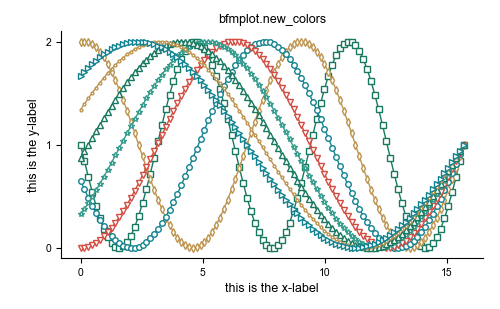 bfmplot.new_colors
this is the y-label
2
1
0
0 5 10 15
this is the x-label